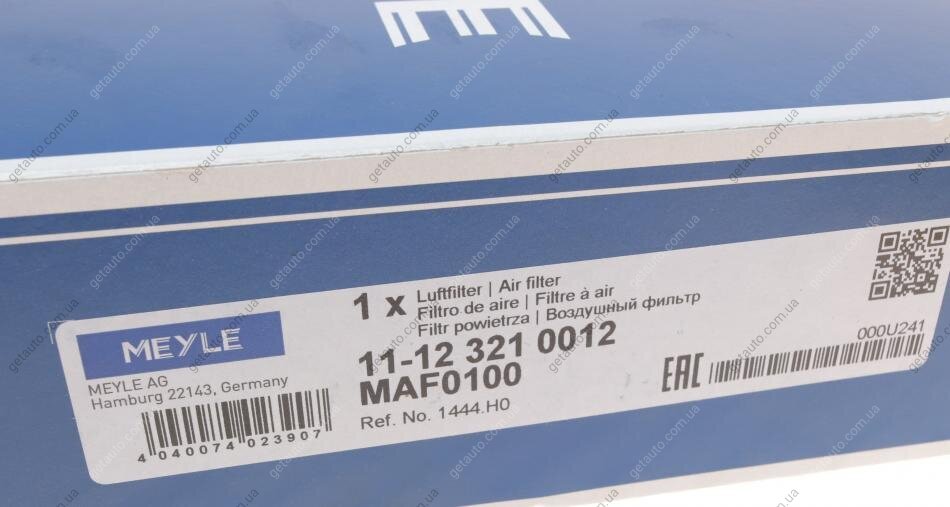 MEYLE
MEYLE AG
Hamburg 22143, Germany
4 040074 023907
1 x Luftfilter | Air filter
Filtro de aire | Filtre à air
Filtr powietrza | Воздушный фильтр
11-12 321 0012
MAF0100
Ref. No. 1444.H0
EAC
000U241
getauto.com.ua